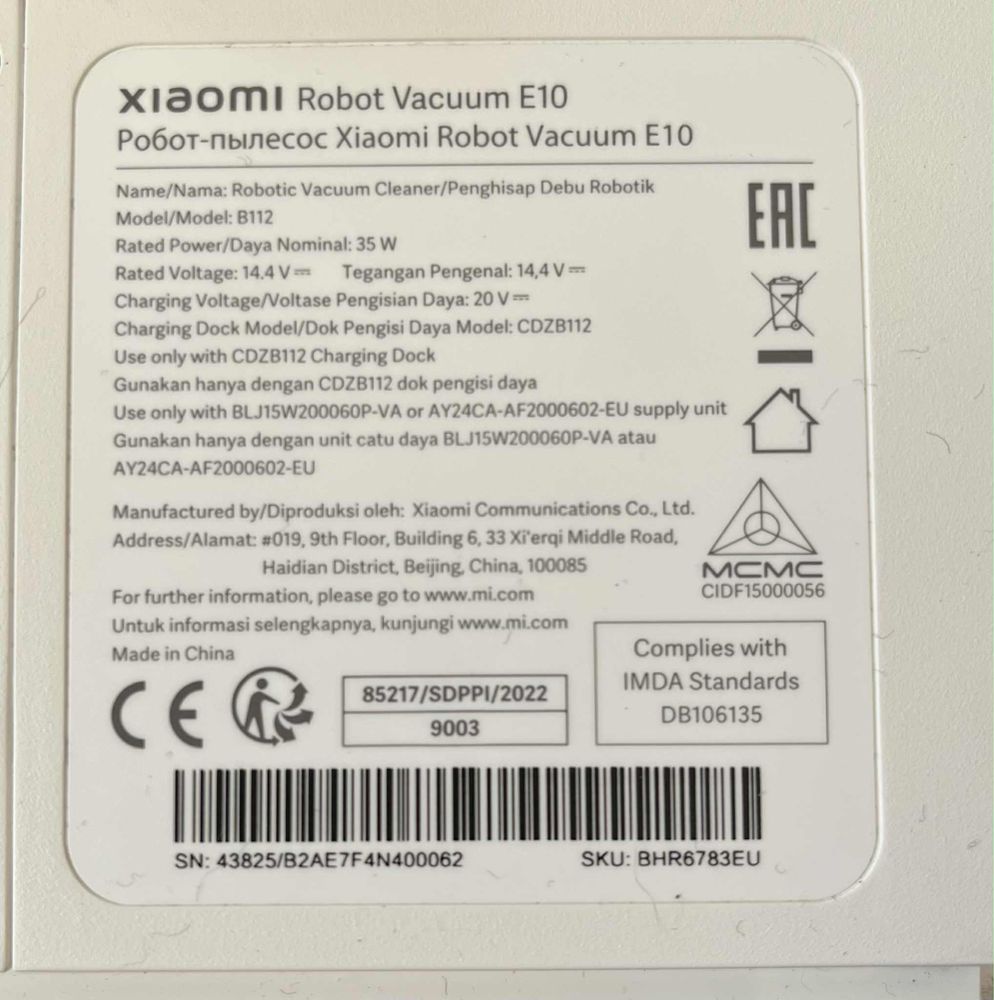 xiaomi Robot Vacuum E10
Робот-пылесос Xiaomi Robot Vacuum E10
Name/Nama: Robotic Vacuum Cleaner/Penghisap Debu Robotik
Model/Model: B112
Rated Power/Daya Nominal: 35 W
Rated Voltage: 14.4 V⎓ Tegangan Pengenal: 14,4 V⎓
Charging Voltage/Voltase Pengisian Daya: 20 V⎓
Charging Dock Model/Dok Pengisi Daya Model: CDZB112
Use only with CDZB112 Charging Dock
Gunakan hanya dengan CDZB112 dok pengisi daya
Use only with BLJ15W200060P-VA or AY24CA-AF2000602-EU supply unit
Gunakan hanya dengan unit catu daya BLJ15W200060P-VA atau
AY24CA-AF2000602-EU
EAC
Manufactured by/Diproduksi oleh: Xiaomi Communications Co., Ltd.
Address/Alamat: #019, 9th Floor, Building 6, 33 Xi'erqi Middle Road,
Haidian District, Beijing, China, 100085
For further information, please go to www.mi.com
Untuk informasi selengkapnya, kunjungi www.mi.com
Made in China
MCMC
CIDF15000056
CE
85217/SDPPI/2022
9003
Complies with
IMDA Standards
DB106135
SN: 43825/B2AE7F4N400062 SKU: BHR6783EU